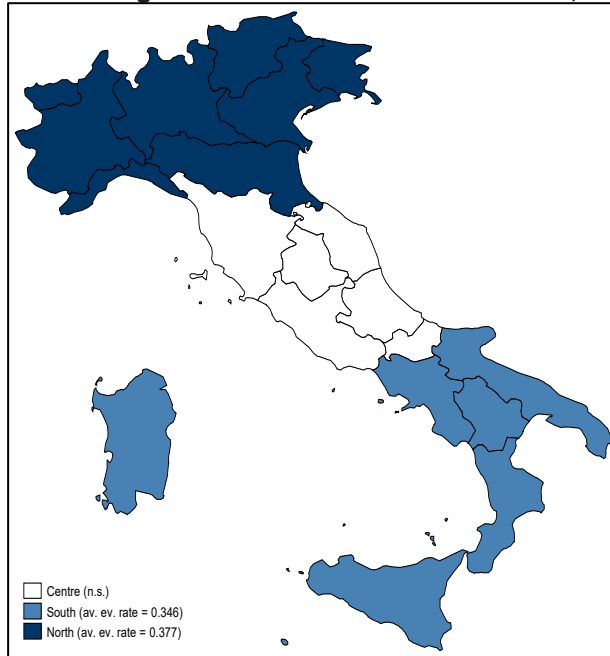 Centre (n.s.)
South (av. ev. rate = 0.346)
North (av. ev. rate = 0.377)